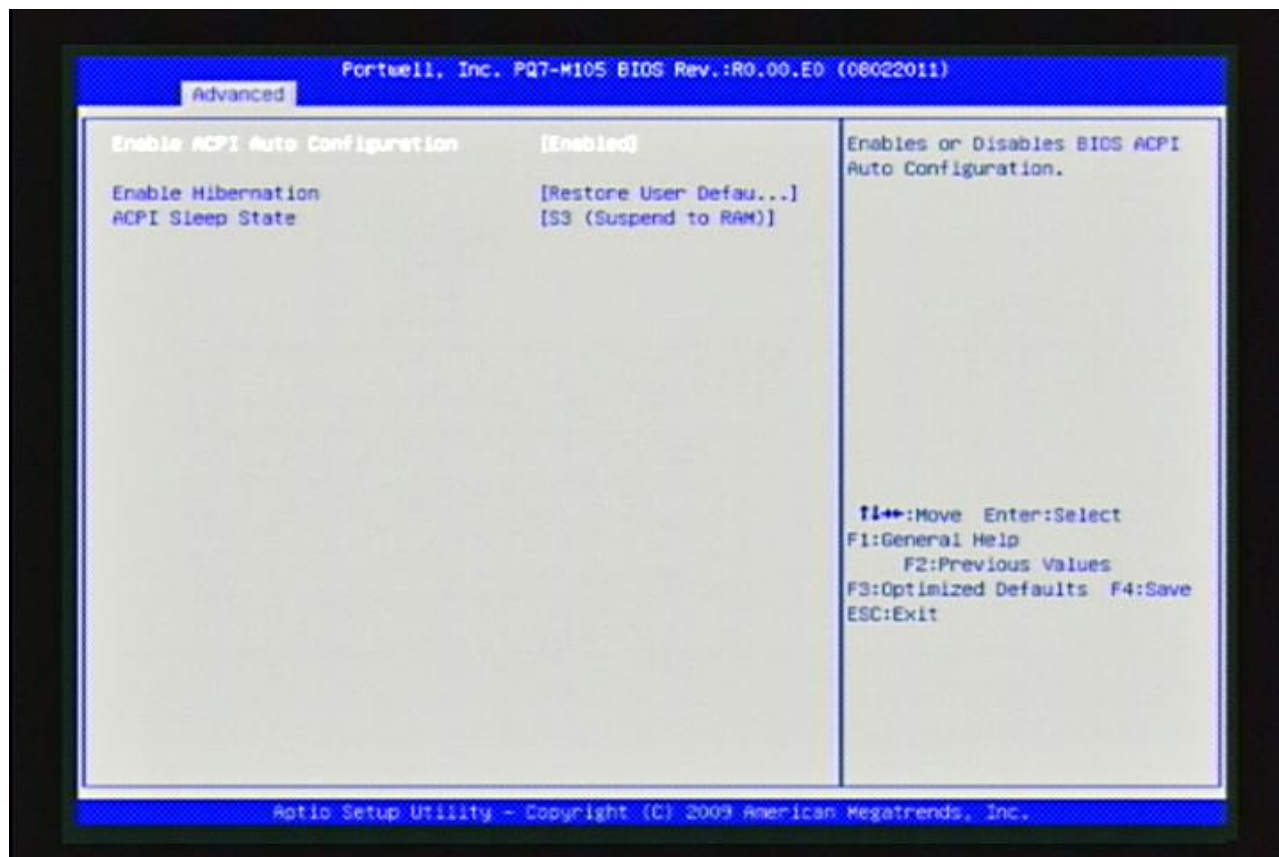 Portwell, Inc. PQ7-M105 BIOS Rev.:R0.00.E0 (08022011)
Advanced
Enable ACPI Auto Configuration [Enabled]
Enable Hibernation [Restore User Defau...]
ACPI Sleep State [S3 (Suspend to RAM)]
Enables or Disables BIOS ACPI
Auto Configuration.
↑↓→←:Move Enter:Select
F1:General Help
F2:Previous Values
F3:Optimized Defaults F4:Save
ESC:Exit
Aptio Setup Utility - Copyright (C) 2009 American Megatrends, Inc.